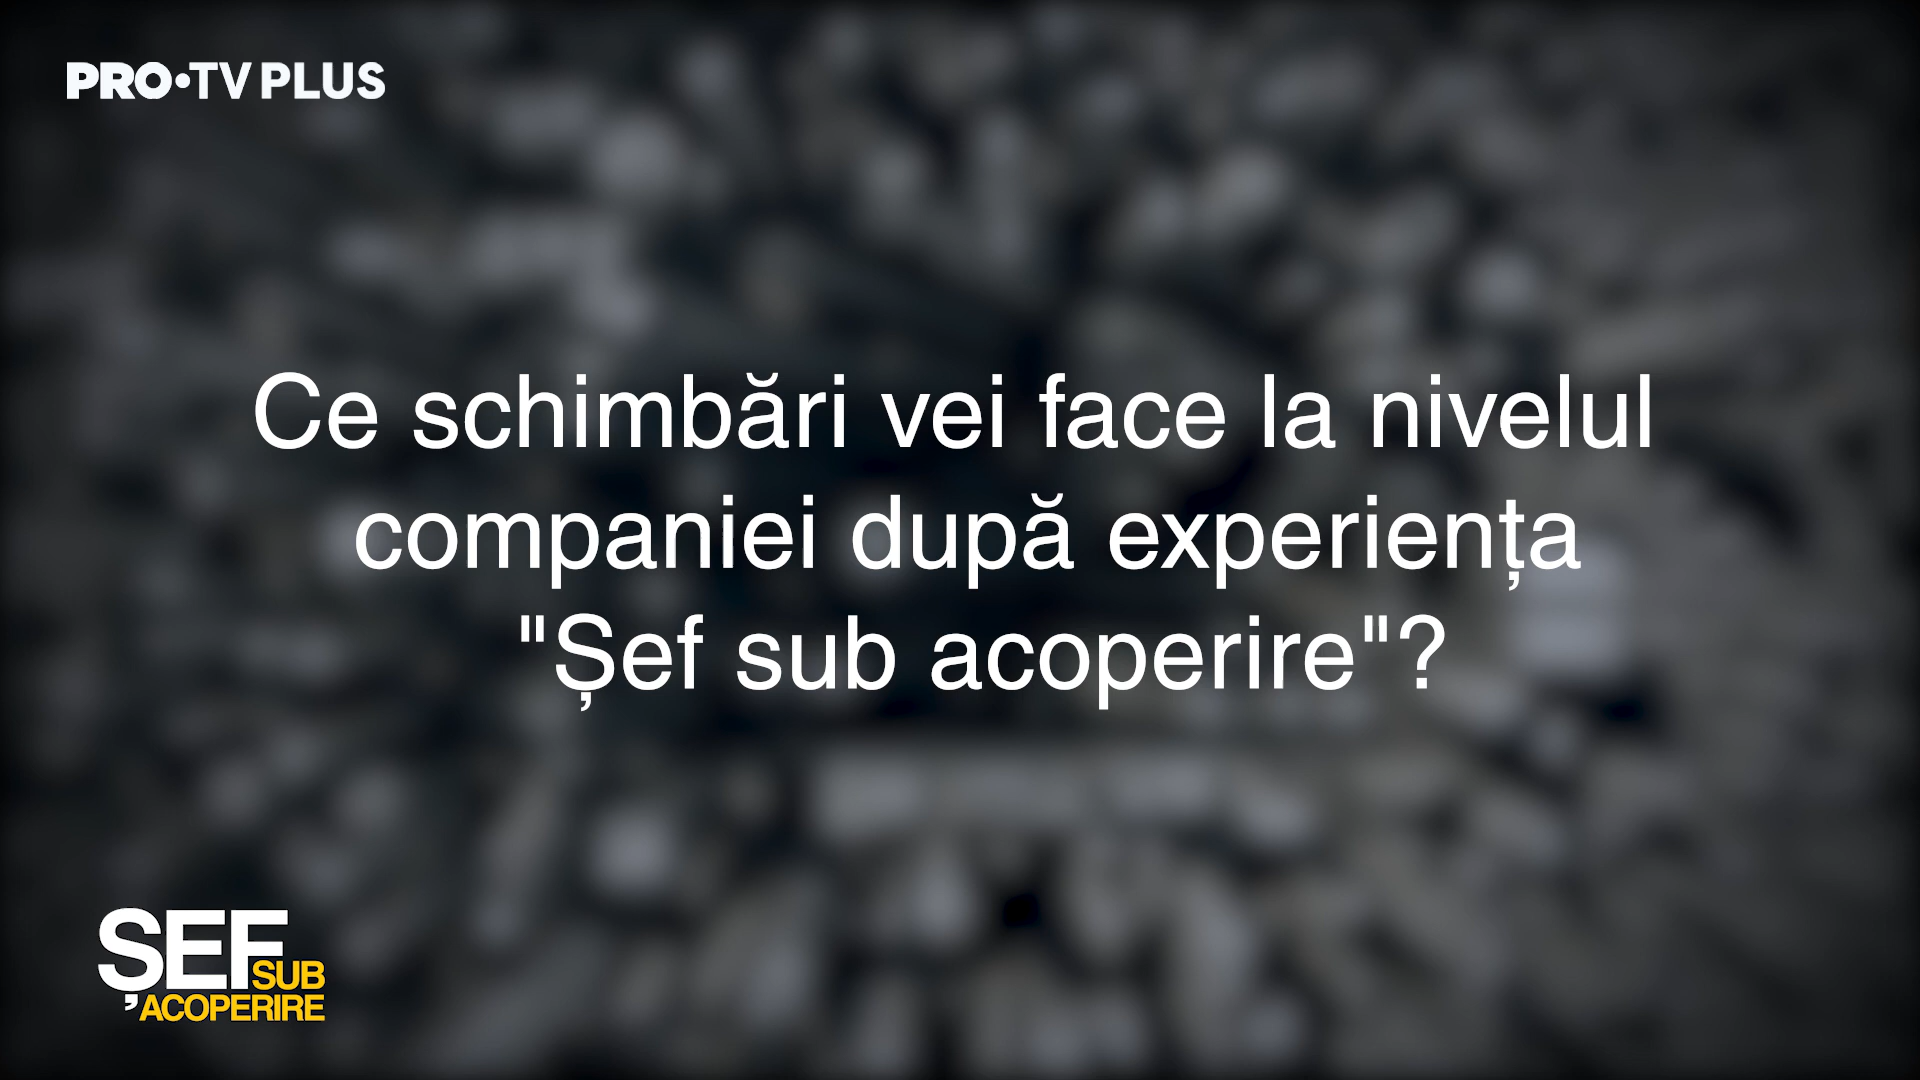 PRO•TV PLUS
Ce schimbări vei face la nivelul
companiei după experiența
"Șef sub acoperire"?
ȘEF
SUB
ACOPERIRE